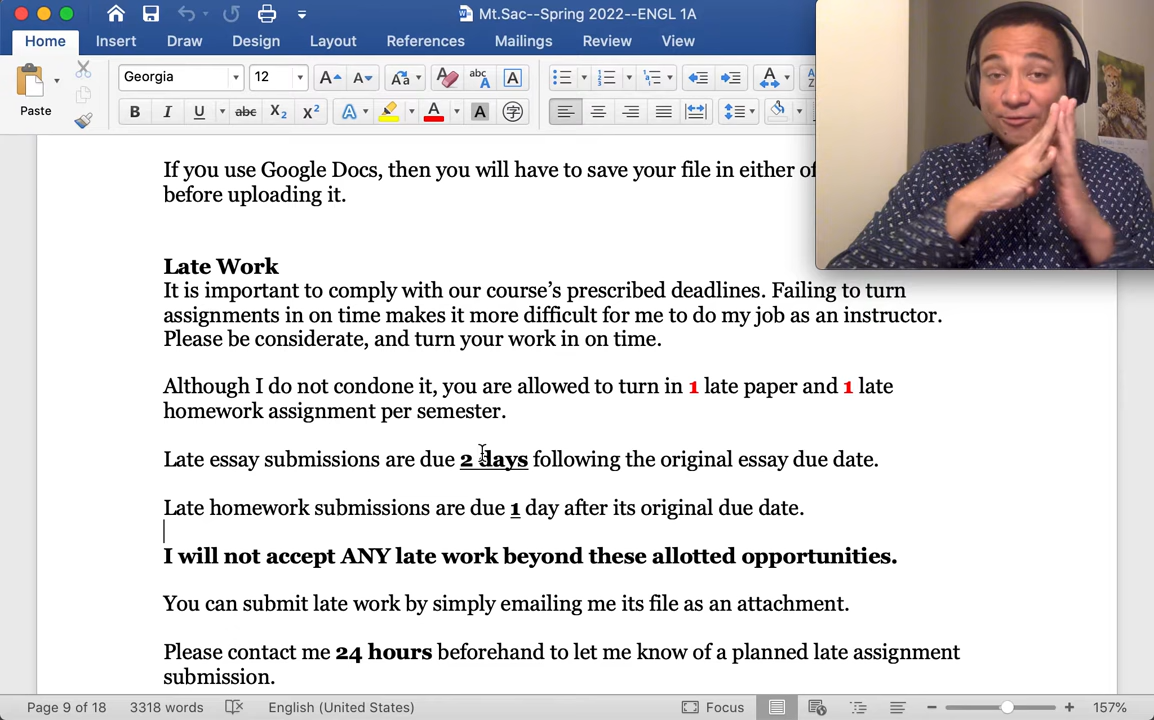 Mt.Sac--Spring 2022--ENGL 1A
Home Insert Draw Design Layout References Mailings Review View
Paste
Georgia 12
If you use Google Docs, then you will have to save your file in either of
before uploading it.
Late Work
It is important to comply with our course’s prescribed deadlines. Failing to turn
assignments in on time makes it more difficult for me to do my job as an instructor.
Please be considerate, and turn your work in on time.
Although I do not condone it, you are allowed to turn in 1 late paper and 1 late
homework assignment per semester.
Late essay submissions are due 2 days following the original essay due date.
Late homework submissions are due 1 day after its original due date.
I will not accept ANY late work beyond these allotted opportunities.
You can submit late work by simply emailing me its file as an attachment.
Please contact me 24 hours beforehand to let me know of a planned late assignment
submission.
Page 9 of 18 3318 words English (United States) Focus 157%